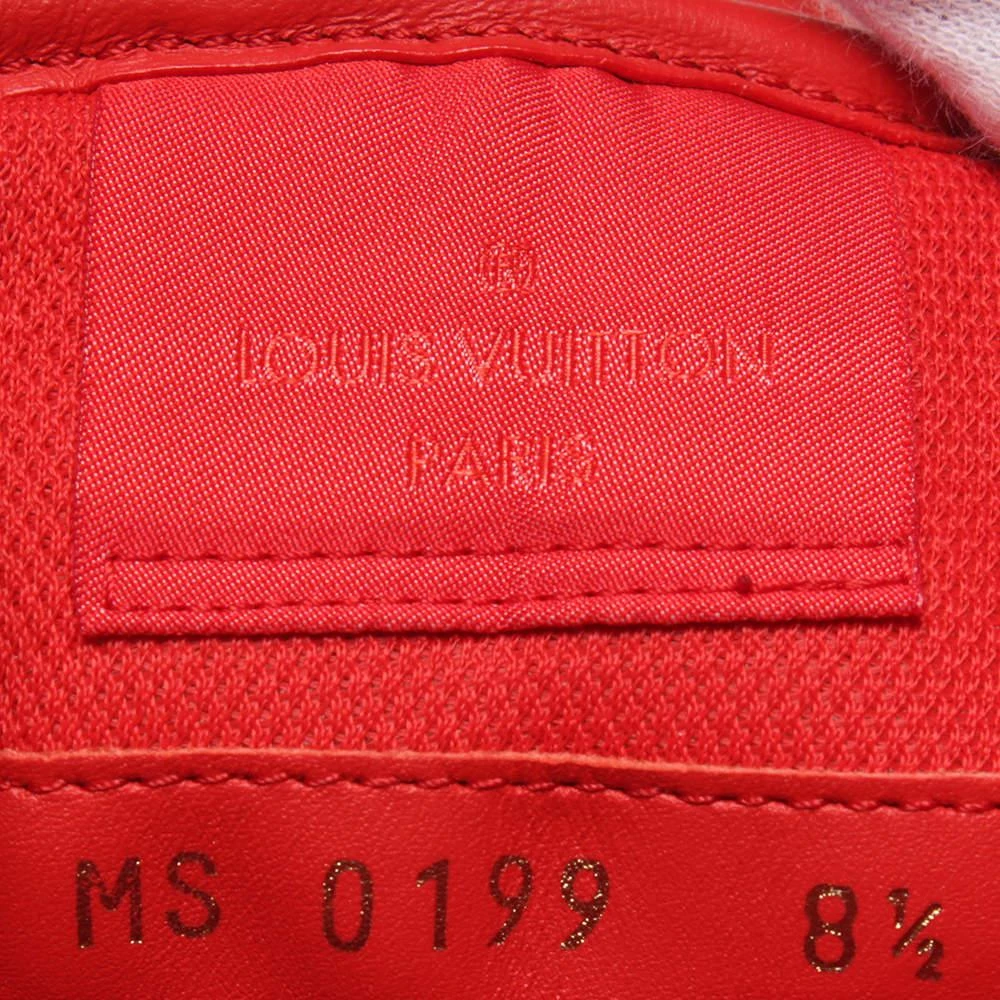 LOUIS VUITTON
PARIS
MS 0199 8½